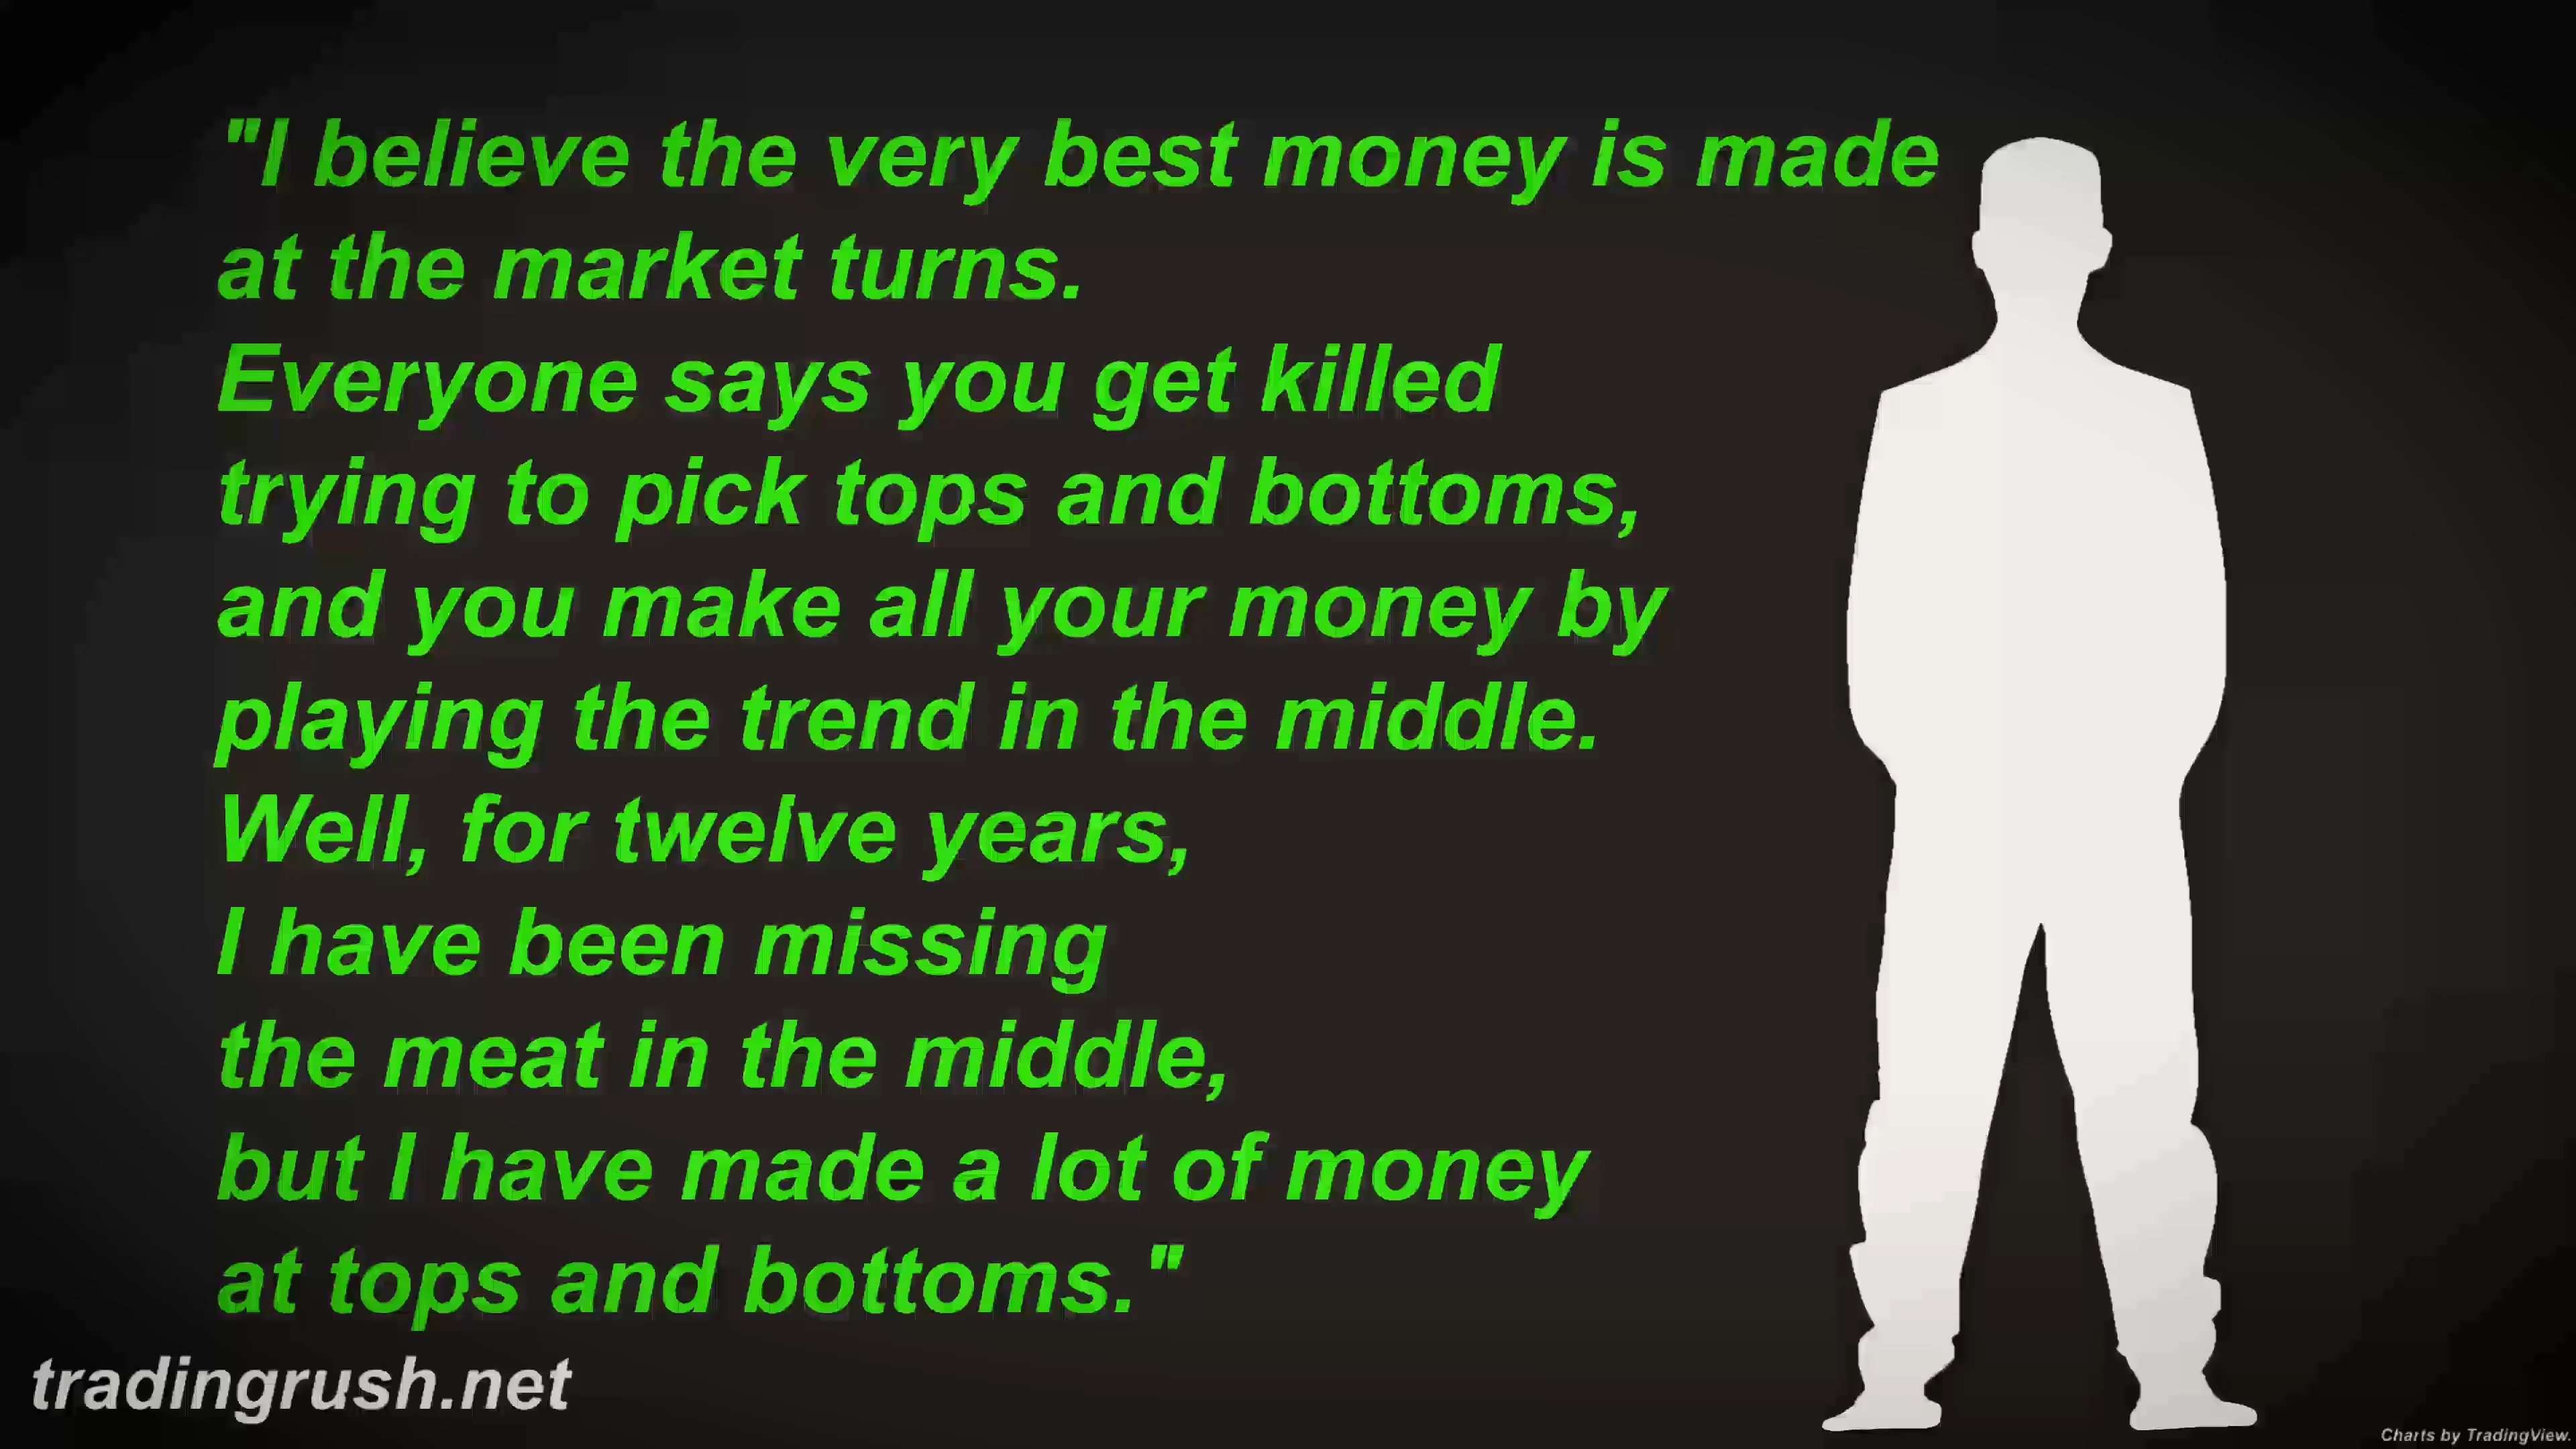 "I believe the very best money is made
at the market turns.
Everyone says you get killed
trying to pick tops and bottoms,
and you make all your money by
playing the trend in the middle.
Well, for twelve years,
I have been missing
the meat in the middle,
but I have made a lot of money
at tops and bottoms."
tradingrush.net
Charts by TradingView